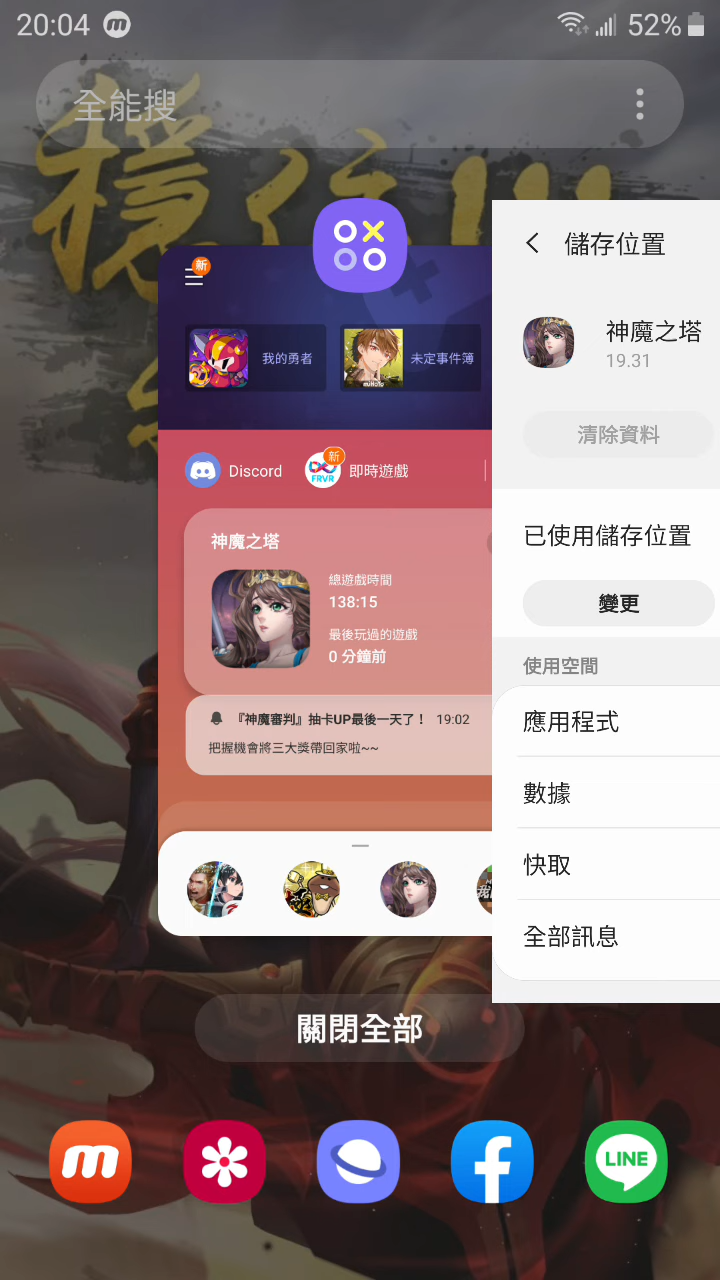 20:04
52%
全能搜
穩住!!!
儲存位置
新
神魔之塔
19.31
我的勇者
未定事件簿
miHoYo
清除資料
新
Discord
FRVR
即時遊戲
神魔之塔
已使用儲存位置
總遊戲時間
138:15
變更
最後玩過的遊戲
0 分鐘前
使用空間
『神魔審判』抽卡UP最後一天了！ 19:02
把握機會將三大獎帶回家啦~~
應用程式
數據
快取
我
全部訊息
關閉全部
LINE